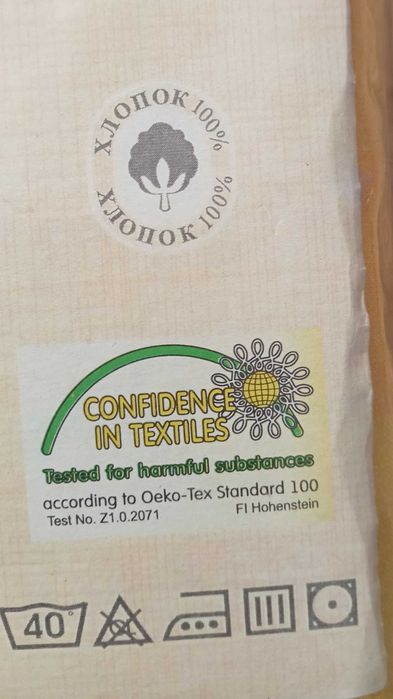 ХЛОПОК 100%
ХЛОПОК 100%
CONFIDENCE
IN TEXTILES
Tested for harmful substances
according to Oeko-Tex Standard 100
Test No. Z1.0.2071 FI Hohenstein
40°